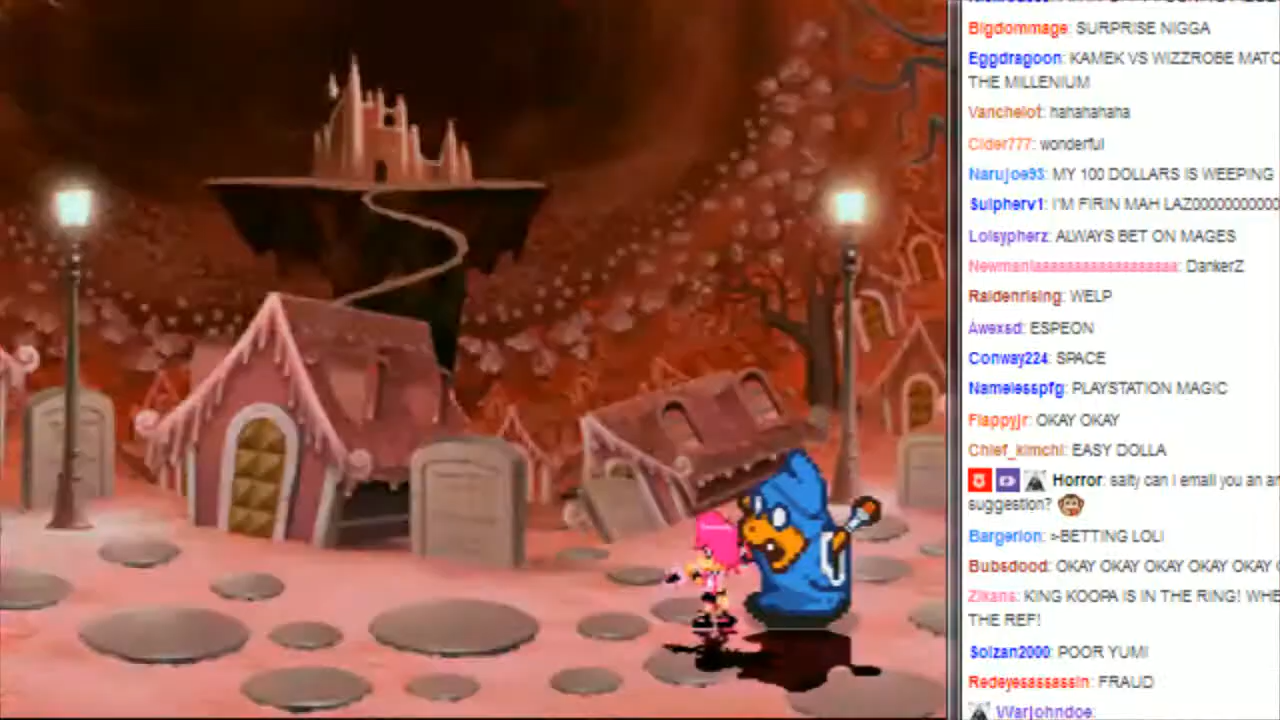 Bigdommage: SURPRISE NIGGA
Eggdragoon: KAMEK VS WIZZROBE MATC
THE MILLENIUM
Vanchelot: hahahahaha
Cider777: wonderful
Narujoe93: MY 100 DOLLARS IS WEEPING
Sulpherv1: I'M FIRIN MAH LAZ00000000000
Lolsypherz: ALWAYS BET ON MAGES
Newmaniaaaaaaaaaaaaaaaaaa: DankerZ
Raidenrising: WELP
Awexsd: ESPEON
Conway224: SPACE
Namelesspfg: PLAYSTATION MAGIC
Flappyjr: OKAY OKAY
Chief_kimchi: EASY DOLLA
Horror: salty can I email you an an
suggestion?
Bargerion: >BETTING LOLI
Bubsdood: OKAY OKAY OKAY OKAY OKAY
Zikans: KING KOOPA IS IN THE RING! WHE
THE REF!
Solzan2000: POOR YUMI
Redeyesassassin: FRAUD
Warjohndoe: